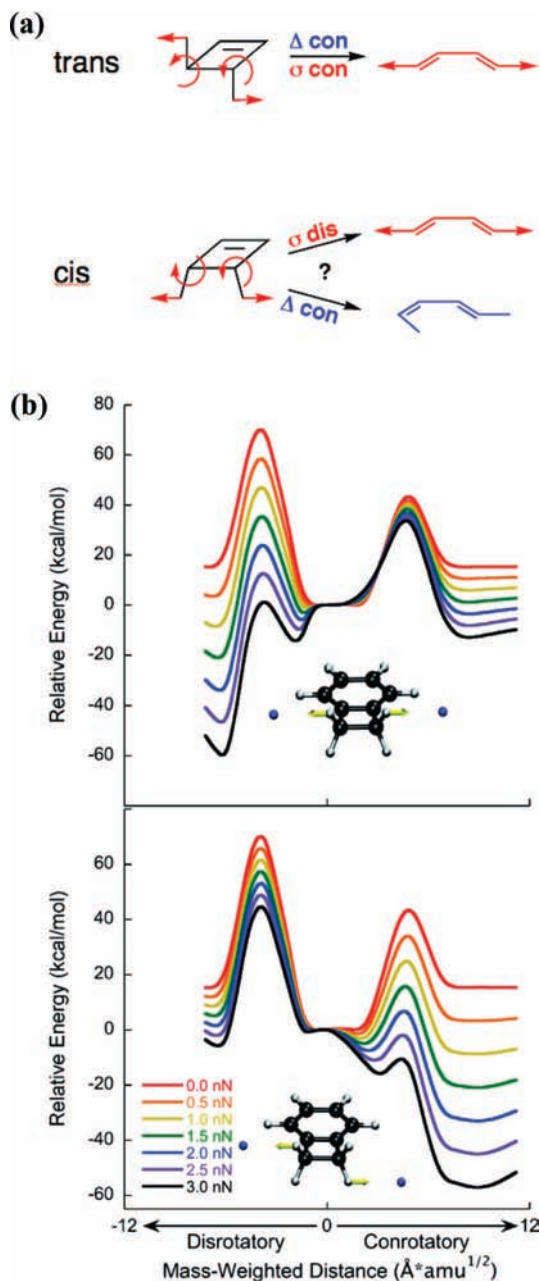 (a)
trans
Δ con
σ con
cis
σ dis
?
Δ con
(b)
80
60
40
20
0
-20
-40
-60
Relative Energy (kcal/mol)
60
40
20
0
-20
-40
-60
Relative Energy (kcal/mol)
0.0 nN
0.5 nN
1.0 nN
1.5 nN
2.0 nN
2.5 nN
3.0 nN
-12 0 12
Disrotatory Conrotatory
Mass-Weighted Distance (Å*amu^1/2)